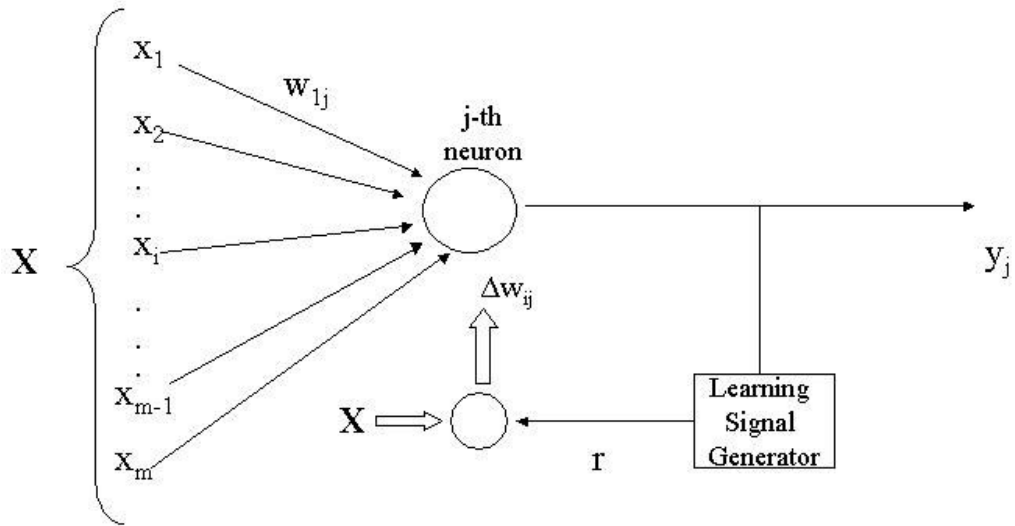 x₁
w₁ⱼ
j-th
neuron
x₂
.
.
.
X
xᵢ
yⱼ
Δwᵢⱼ
.
.
.
xₘ₋₁
X
Learning
Signal
Generator
r
xₘ